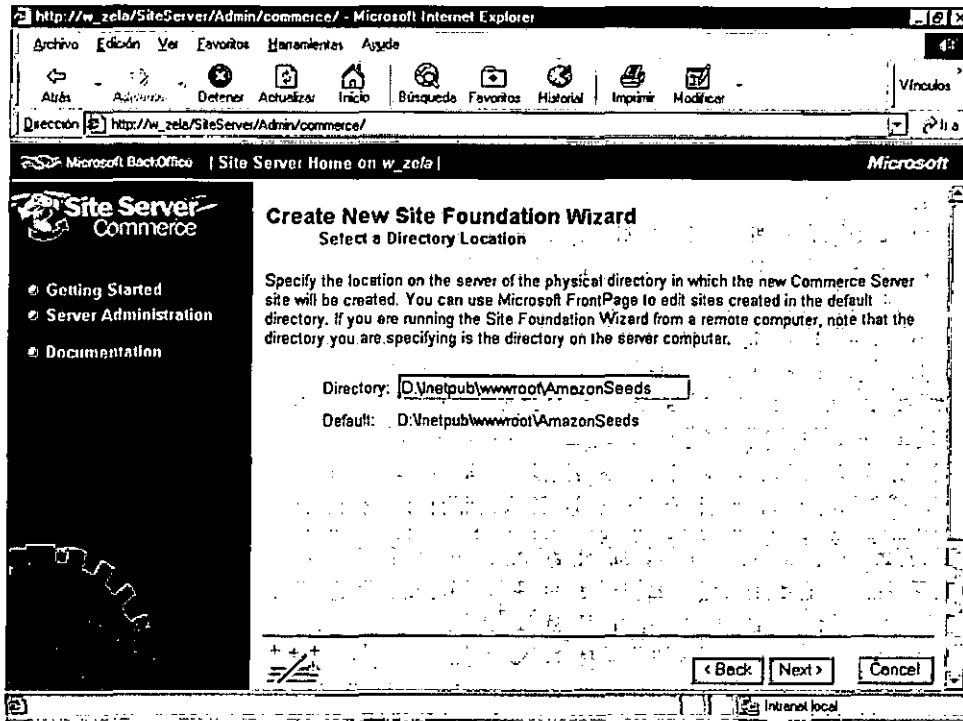 http://w_zela/SiteServer/Admin/commerce/ - Microsoft Internet Explorer
Archivo Edición Ver Favoritos Herramientas Ayuda
Atrás Adelante Detener Actualizar Inicio Búsqueda Favoritos Historial Imprimir Modificar Vínculos
Dirección http://w_zela/SiteServer/Admin/commerce/ Ir a
Microsoft BackOffice | Site Server Home on w_zela | Microsoft
Site Server
Commerce
Getting Started
Server Administration
Documentation
Create New Site Foundation Wizard
Select a Directory Location
Specify the location on the server of the physical directory in which the new Commerce Server
site will be created. You can use Microsoft FrontPage to edit sites created in the default
directory. If you are running the Site Foundation Wizard from a remote computer, note that the
directory you are specifying is the directory on the server computer.
Directory: D:\Inetpub\wwwroot\AmazonSeeds
Default: D:\Inetpub\wwwroot\AmazonSeeds
< Back Next > Cancel
Intranet local